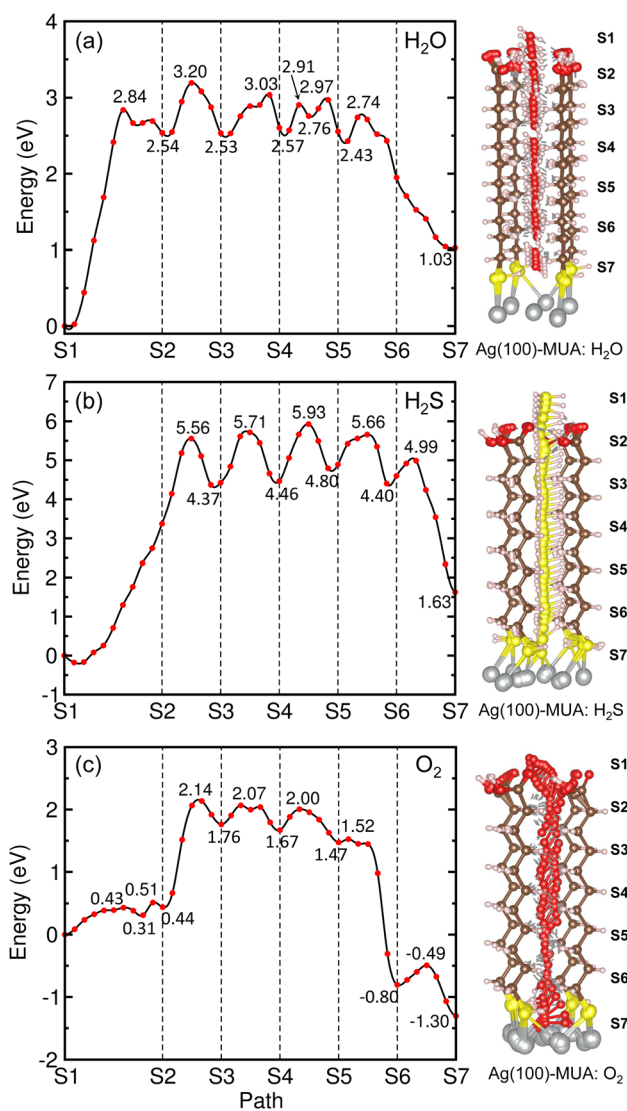 (a)
H₂O
Energy (eV)
4
3
2
1
0
2.84
3.20
3.03
2.91
2.97
2.74
2.54
2.53
2.57
2.76
2.43
1.03
S1 S2 S3 S4 S5 S6 S7
S1
S2
S3
S4
S5
S6
S7
Ag(100)-MUA: H₂O
(b)
H₂S
Energy (eV)
7
6
5
4
3
2
1
0
-1
5.56
5.71
5.93
5.66
4.99
4.37
4.46
4.80
4.40
1.63
S1 S2 S3 S4 S5 S6 S7
S1
S2
S3
S4
S5
S6
S7
Ag(100)-MUA: H₂S
(c)
O₂
Energy (eV)
3
2
1
0
-1
-2
2.14
2.07
2.00
1.52
1.76
1.67
1.47
0.43
0.51
0.31
0.44
-0.49
-0.80
-1.30
S1 S2 S3 S4 S5 S6 S7
Path
S1
S2
S3
S4
S5
S6
S7
Ag(100)-MUA: O₂